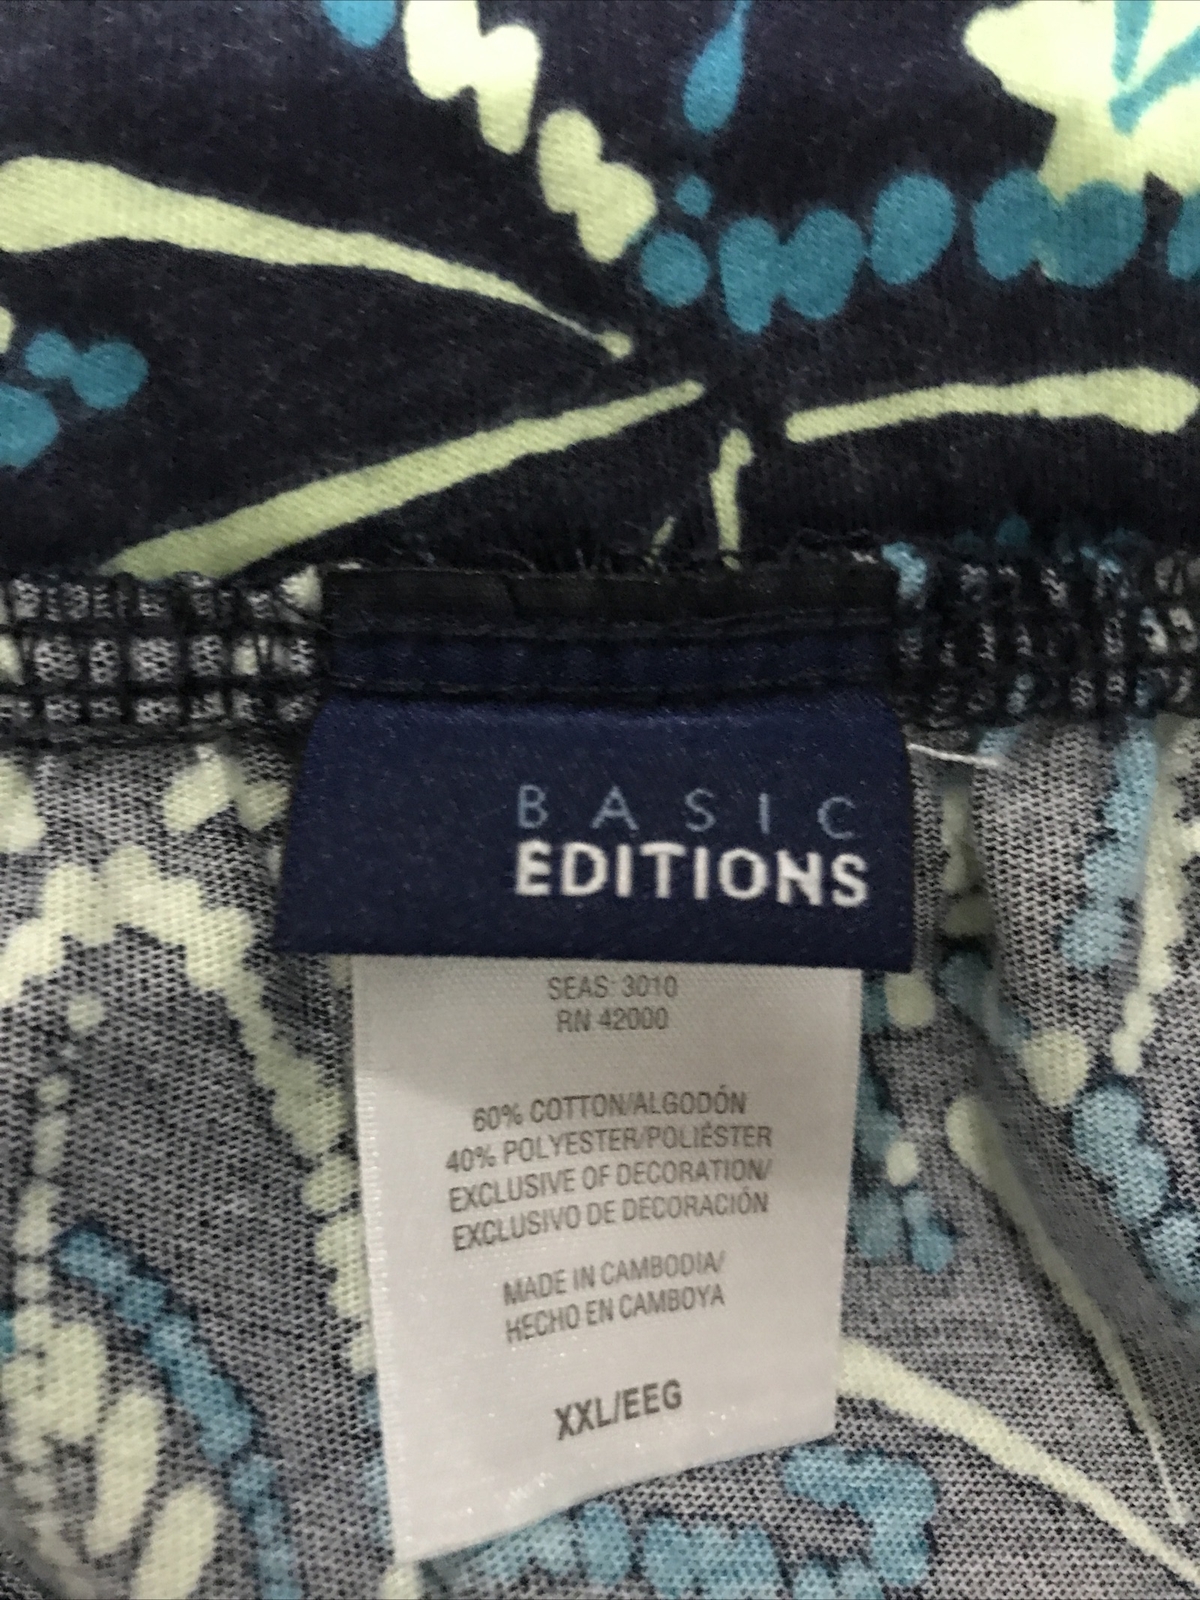 BASIC
EDITIONS
SEAS: 3010
RN 42000
60% COTTON/ALGODÓN
40% POLYESTER/POLIÉSTER
EXCLUSIVE OF DECORATION/
EXCLUSIVO DE DECORACIÓN
MADE IN CAMBODIA/
HECHO EN CAMBOYA
XXL/EEG